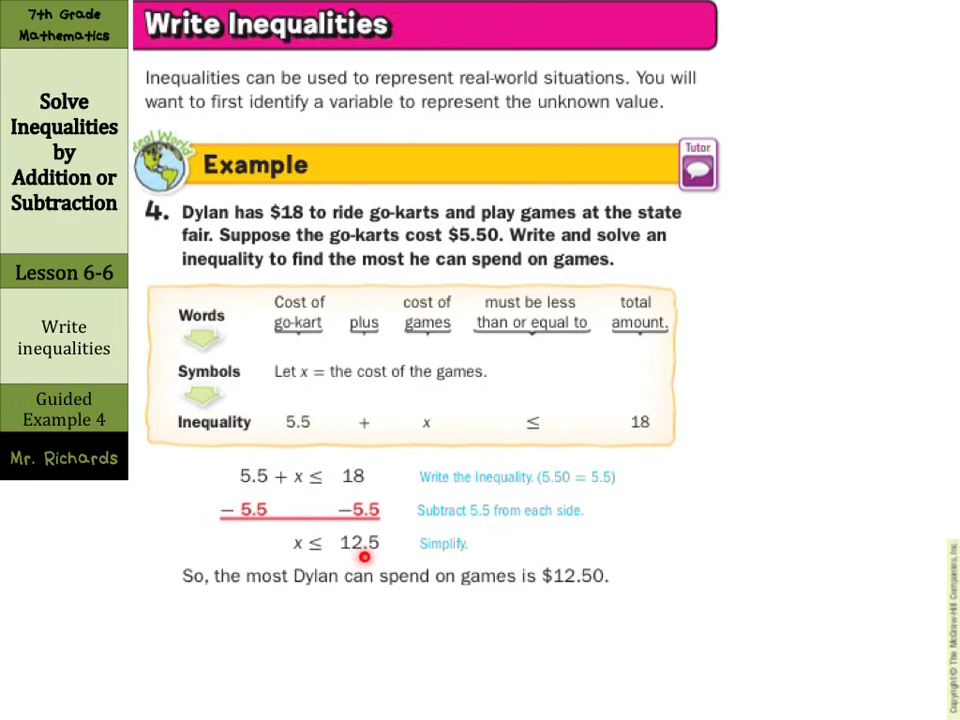 7th Grade
Mathematics
Solve
Inequalities
by
Addition or
Subtraction
Lesson 6-6
Write
inequalities
Guided
Example 4
Mr. Richards
Write Inequalities
Inequalities can be used to represent real-world situations. You will
want to first identify a variable to represent the unknown value.
Real World
Example
Tutor
4. Dylan has $18 to ride go-karts and play games at the state
fair. Suppose the go-karts cost $5.50. Write and solve an
inequality to find the most he can spend on games.
Words Cost of go-kart plus cost of games must be less than or equal to total amount.
Symbols Let x = the cost of the games.
Inequality 5.5 + x ≤ 18
5.5 + x ≤ 18 Write the inequality. (5.50 = 5.5)
− 5.5 −5.5 Subtract 5.5 from each side.
x ≤ 12.5 Simplify.
So, the most Dylan can spend on games is $12.50.
Copyright © The McGraw-Hill Companies, Inc.